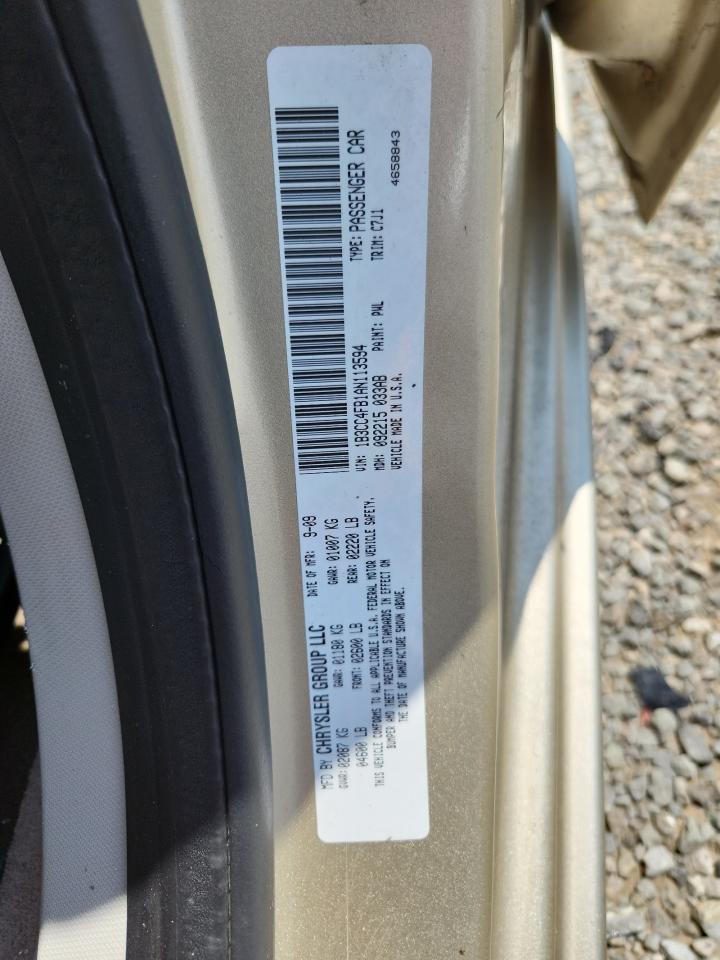 MFD BY CHRYSLER GROUP LLC DATE OF MFR: 9-09
GVWR: 02087 KG GAWR: 01180 KG GAWR: 01007 KG
04600 LB FRONT: 02600 LB REAR: 02220 LB
THIS VEHICLE CONFORMS TO ALL APPLICABLE U.S.A. FEDERAL MOTOR VEHICLE SAFETY,
BUMPER AND THEFT PREVENTION STANDARDS IN EFFECT ON
THE DATE OF MANUFACTURE SHOWN ABOVE.
VIN: 1B3CC4FB1AN113594 TYPE: PASSENGER CAR
MDH: 092215 033AB PAINT: PWL TRIM: C7J1
VEHICLE MADE IN U.S.A. 4658843